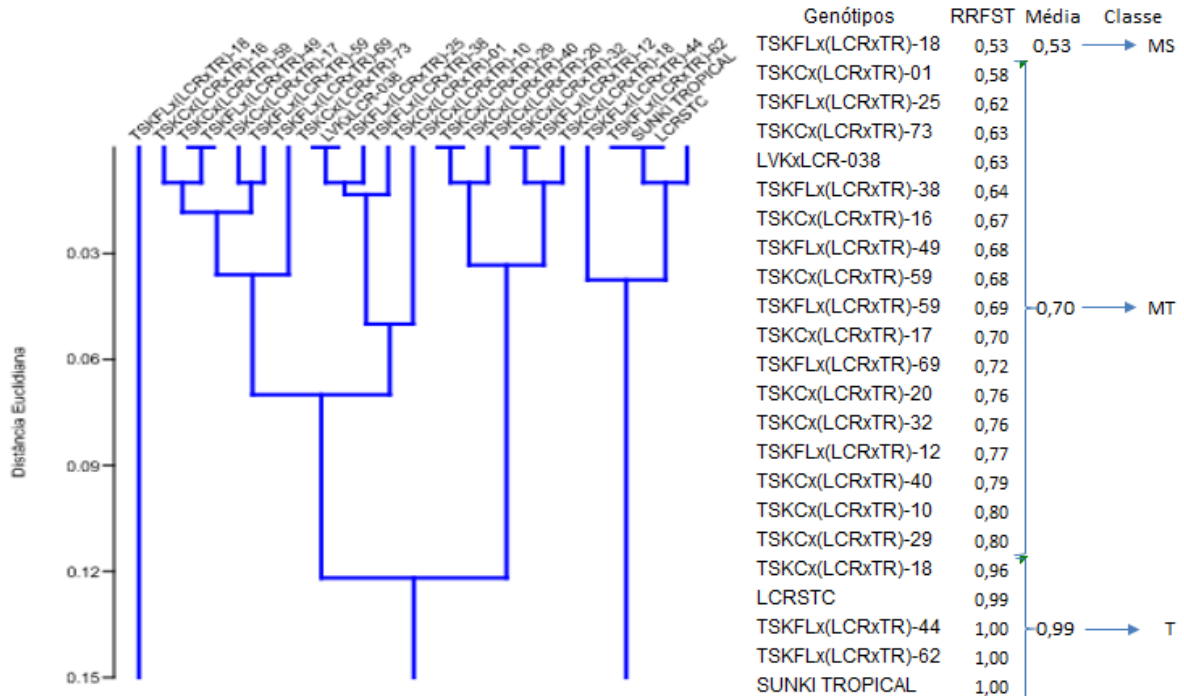 TSKFLx(LCRxTR)-18
TSKCx(LCRxTR)-16
TSKCx(LCRxTR)-59
TSKFLx(LCRxTR)-49
TSKCx(LCRxTR)-17
TSKFLx(LCRxTR)-59
TSKFLx(LCRxTR)-69
TSKCx(LCRxTR)-73
LVKxLCR-038
TSKFLx(LCRxTR)-25
TSKFLx(LCRxTR)-38
TSKCx(LCRxTR)-01
TSKCx(LCRxTR)-10
TSKCx(LCRxTR)-29
TSKCx(LCRxTR)-40
TSKCx(LCRxTR)-20
TSKCx(LCRxTR)-32
TSKFLx(LCRxTR)-12
TSKCx(LCRxTR)-18
TSKFLx(LCRxTR)-44
TSKFLx(LCRxTR)-62
SUNKI TROPICAL
LCRSTC
0.03
0.06
0.09
0.12
0.15
Distância Euclidiana
Genótipos RRFST Média Classe
TSKFLx(LCRxTR)-18 0,53 0,53 MS
TSKCx(LCRxTR)-01 0,58
TSKFLx(LCRxTR)-25 0,62
TSKCx(LCRxTR)-73 0,63
LVKxLCR-038 0,63
TSKFLx(LCRxTR)-38 0,64
TSKCx(LCRxTR)-16 0,67
TSKFLx(LCRxTR)-49 0,68
TSKCx(LCRxTR)-59 0,68
TSKFLx(LCRxTR)-59 0,69 0,70 MT
TSKCx(LCRxTR)-17 0,70
TSKFLx(LCRxTR)-69 0,72
TSKCx(LCRxTR)-20 0,76
TSKCx(LCRxTR)-32 0,76
TSKFLx(LCRxTR)-12 0,77
TSKCx(LCRxTR)-40 0,79
TSKCx(LCRxTR)-10 0,80
TSKCx(LCRxTR)-29 0,80
TSKCx(LCRxTR)-18 0,96
LCRSTC 0,99
TSKFLx(LCRxTR)-44 1,00 0,99 T
TSKFLx(LCRxTR)-62 1,00
SUNKI TROPICAL 1,00